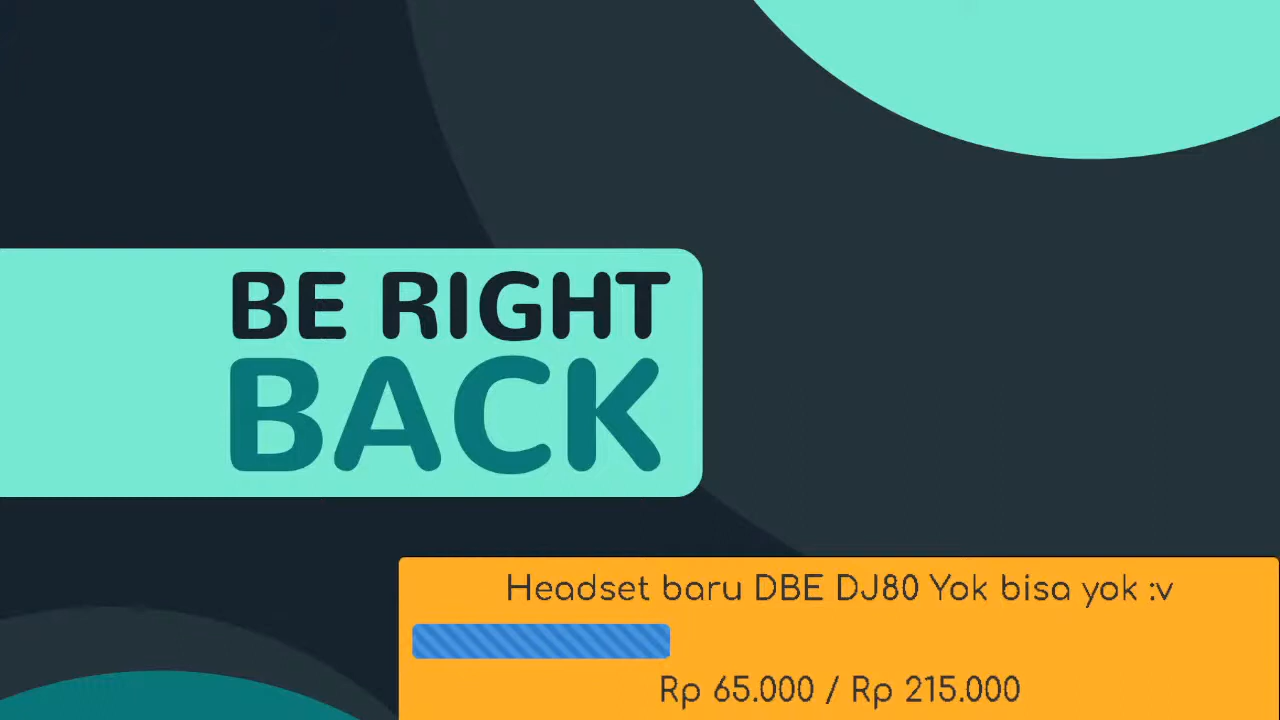 BE RIGHT
BACK
Headset baru DBE DJ80 Yok bisa yok :v
Rp 65.000 / Rp 215.000